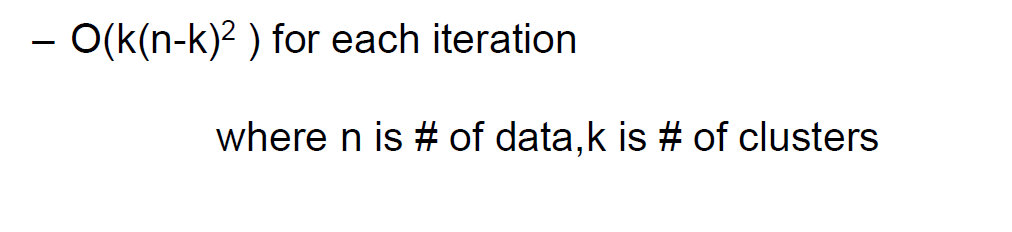 – O(k(n-k)² ) for each iteration
where n is # of data,k is # of clusters